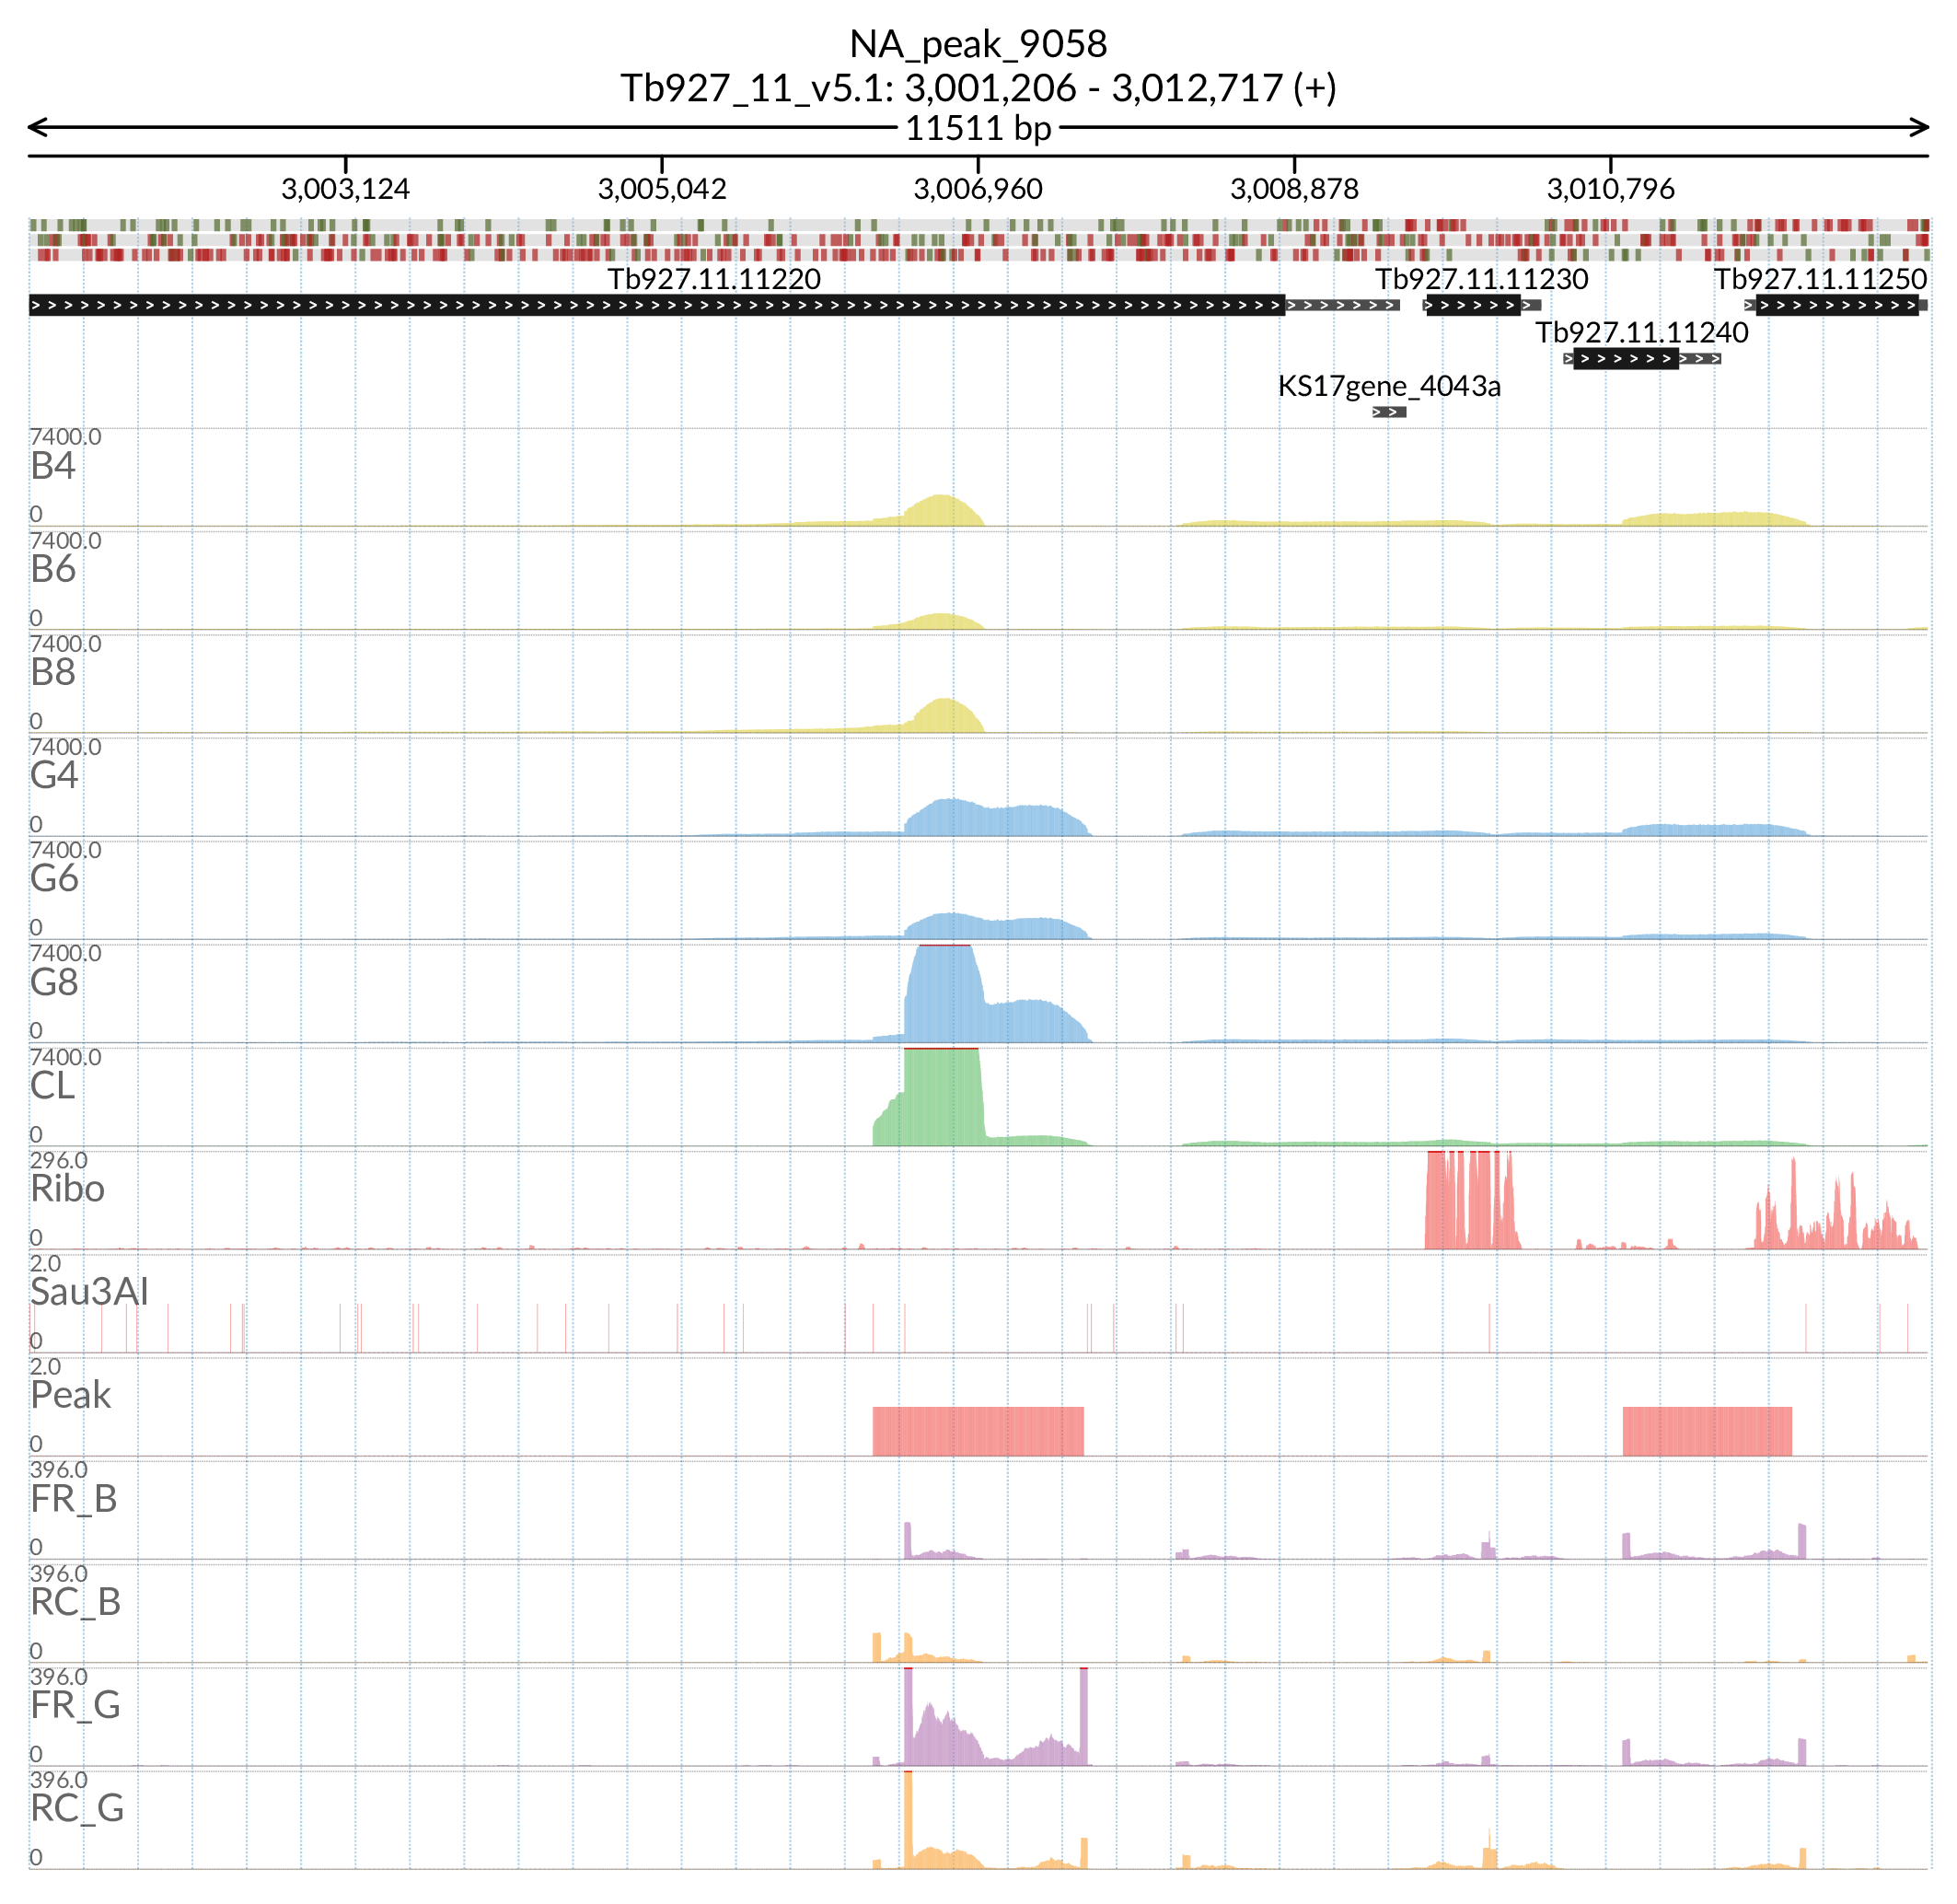 NA_peak_9058
Tb927_11_v5.1: 3,001,206 - 3,012,717 (+)
11511 bp
3,003,124 3,005,042 3,006,960 3,008,878 3,010,796
Tb927.11.11220 Tb927.11.11230 Tb927.11.11250
Tb927.11.11240
KS17gene_4043a
7400.0
B4
0
7400.0
B6
0
7400.0
B8
0
7400.0
G4
0
7400.0
G6
0
7400.0
G8
0
7400.0
CL
0
296.0
Ribo
0
2.0
Sau3AI
0
2.0
Peak
0
396.0
FR_B
0
396.0
RC_B
0
396.0
FR_G
0
396.0
RC_G
0